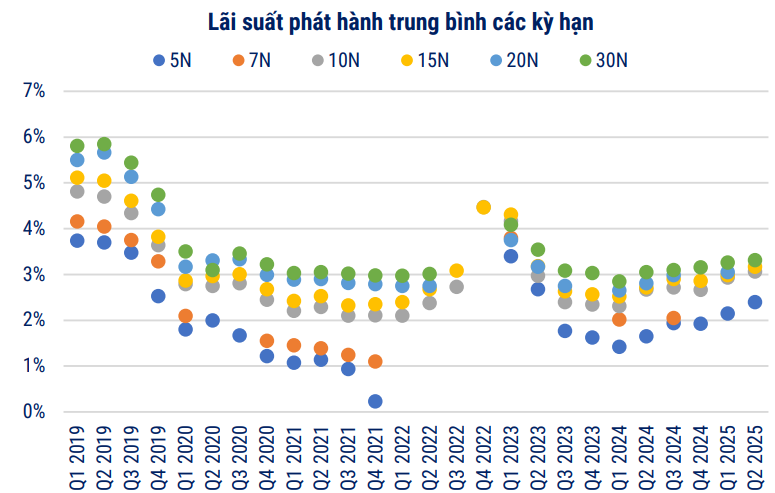 Lãi suất phát hành trung bình các kỳ hạn
5N 7N 10N 15N 20N 30N
7%
6%
5%
4%
3%
2%
1%
0%
Q1 2019 Q2 2019 Q3 2019 Q4 2019 Q1 2020 Q2 2020 Q3 2020 Q4 2020 Q1 2021 Q2 2021 Q3 2021 Q4 2021 Q1 2022 Q2 2022 Q3 2022 Q4 2022 Q1 2023 Q2 2023 Q3 2023 Q4 2023 Q1 2024 Q2 2024 Q3 2024 Q4 2024 Q1 2025 Q2 2025